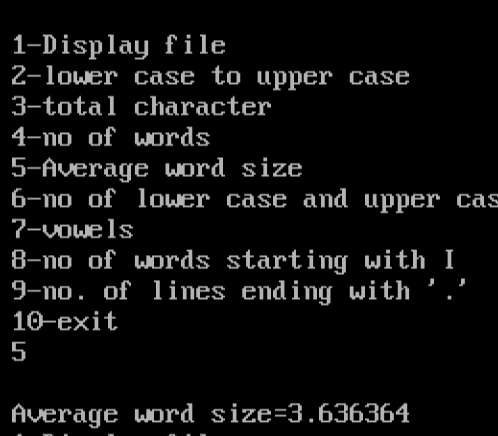 1-Display file
2-lower case to upper case
3-total character
4-no of words
5-Average word size
6-no of lower case and upper cas
7-vowels
8-no of words starting with I
9-no. of lines ending with '.'
10-exit
5
Average word size=3.636364